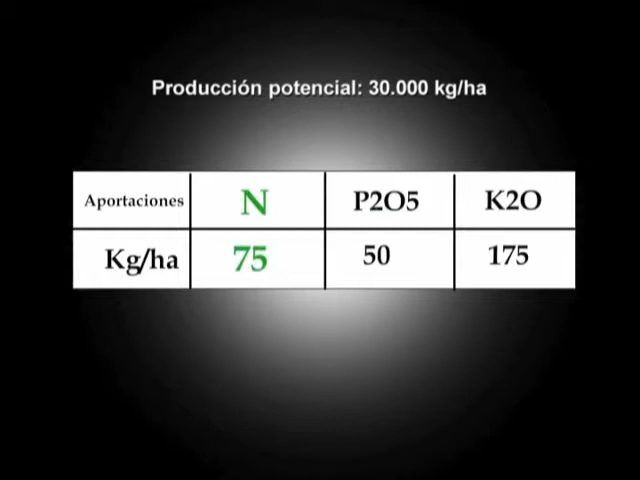 Producción potencial: 30.000 kg/ha
Aportaciones N P2O5 K2O
Kg/ha 75 50 175